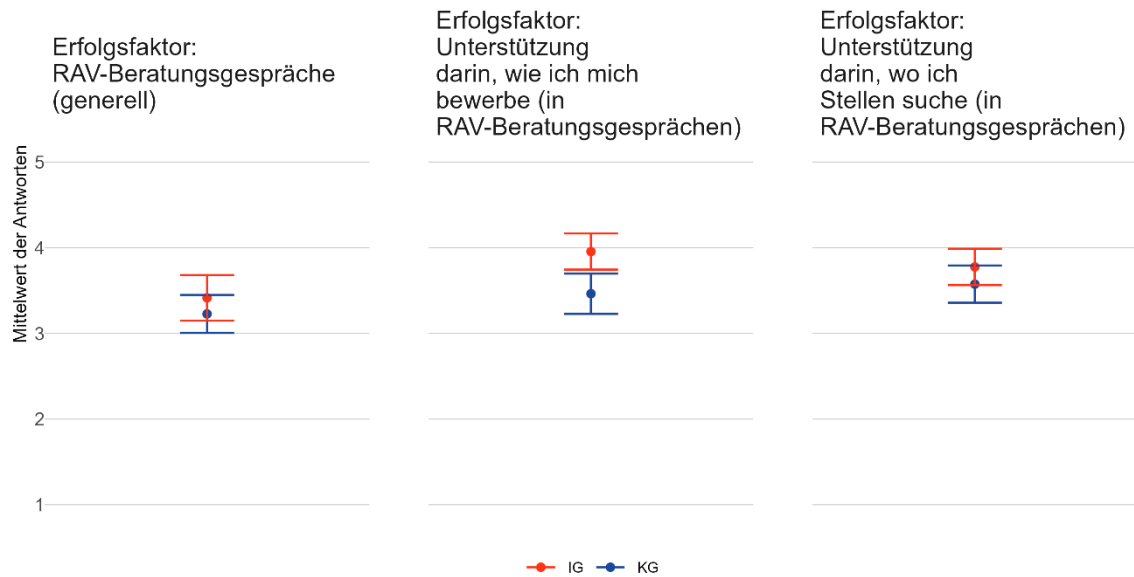 Erfolgsfaktor:
RAV-Beratungsgespräche
(generell)
Erfolgsfaktor:
Unterstützung
darin, wie ich mich
bewerbe (in
RAV-Beratungsgesprächen)
Erfolgsfaktor:
Unterstützung
darin, wo ich
Stellen suche (in
RAV-Beratungsgesprächen)
Mittelwert der Antworten
5
4
3
2
1
IG KG